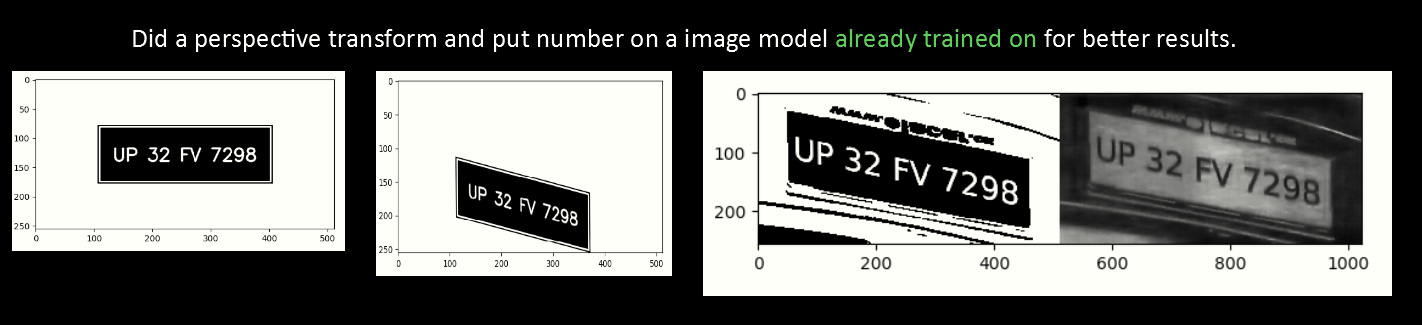 Did a perspective transform and put number on a image model already trained on for better results.
0
50
100
150
200
250
UP 32 FV 7298
0 100 200 300 400 500
0
50
100
150
200
250
UP 32 FV 7298
0 100 200 300 400 500
0
100
200
UP 32 FV 7298 UP 32 FV 7298
0 200 400 600 800 1000